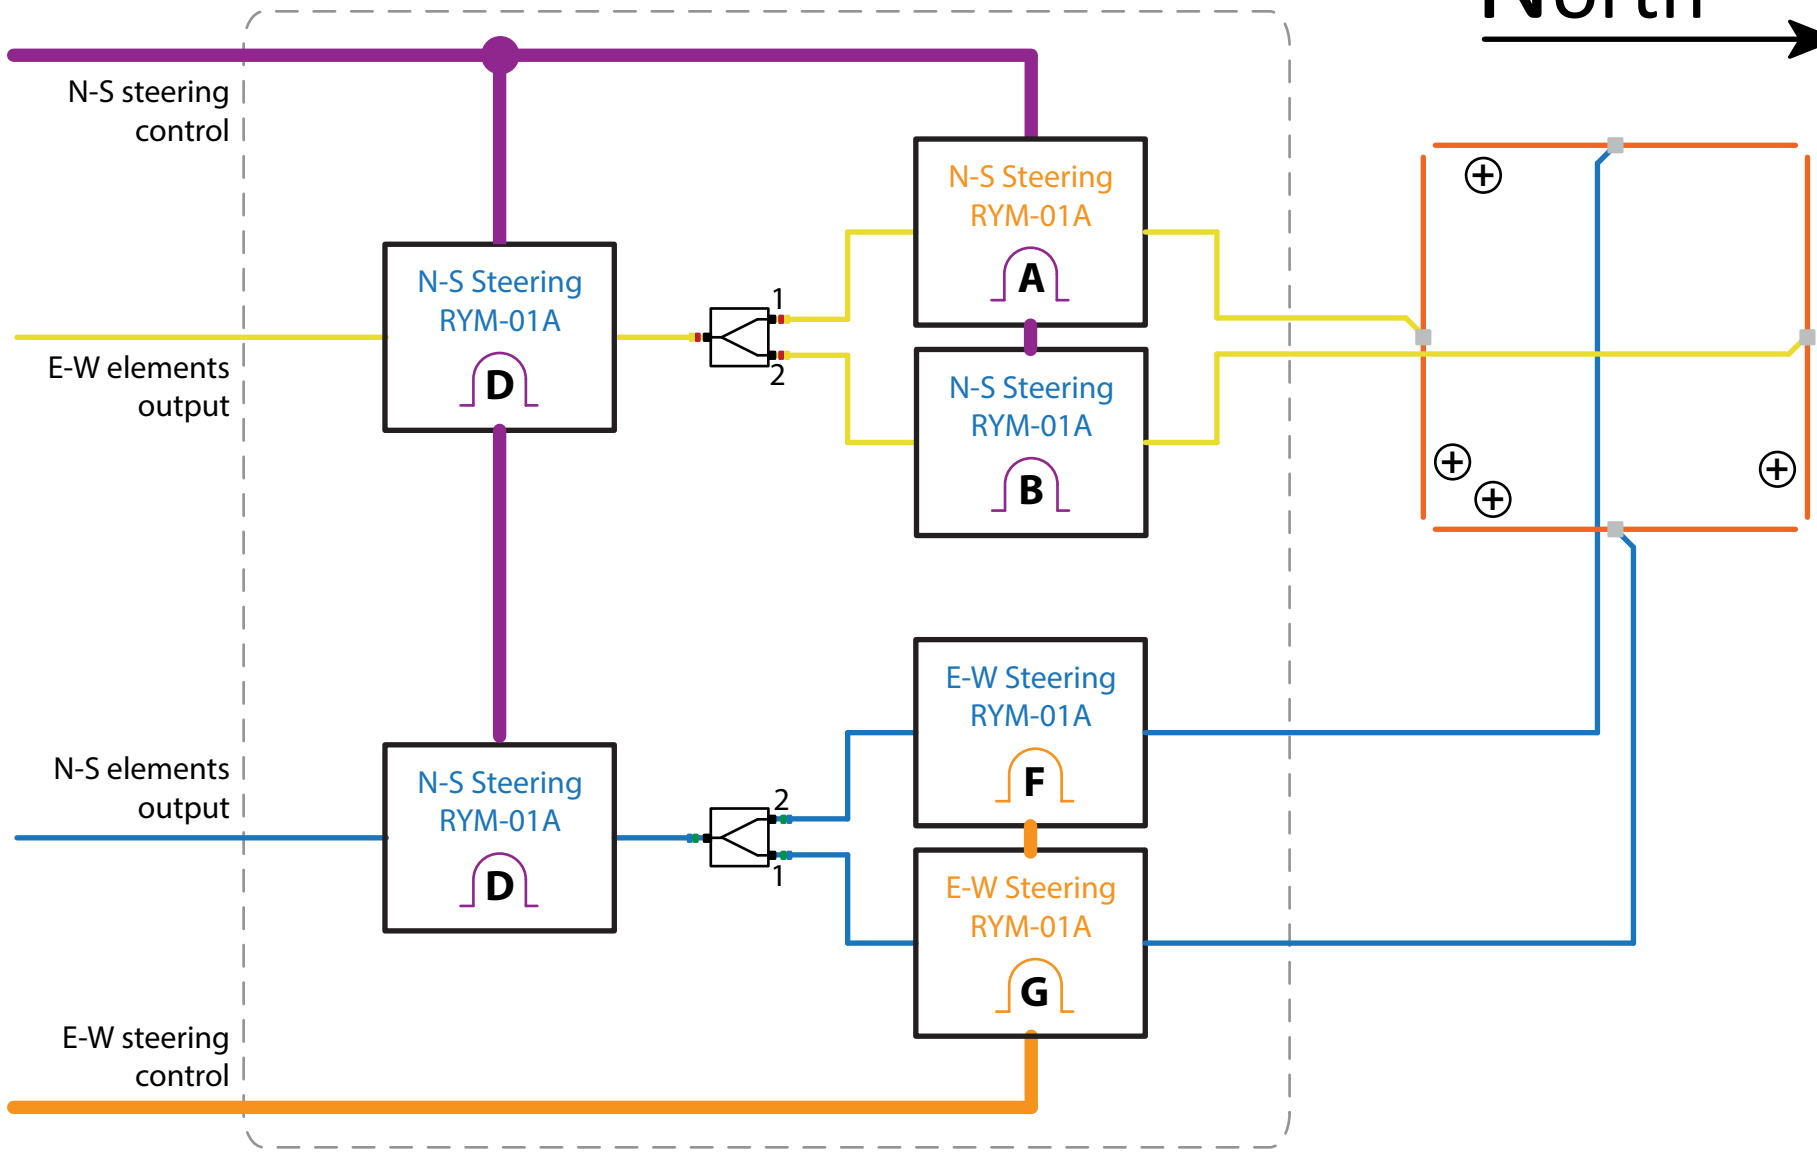 North
N-S steering
control
N-S Steering
RYM-01A
A
N-S Steering
RYM-01A
D
1
2
E-W elements
output
N-S Steering
RYM-01A
B
E-W Steering
RYM-01A
F
N-S elements
output
N-S Steering
RYM-01A
D
2
1
E-W Steering
RYM-01A
G
E-W steering
control